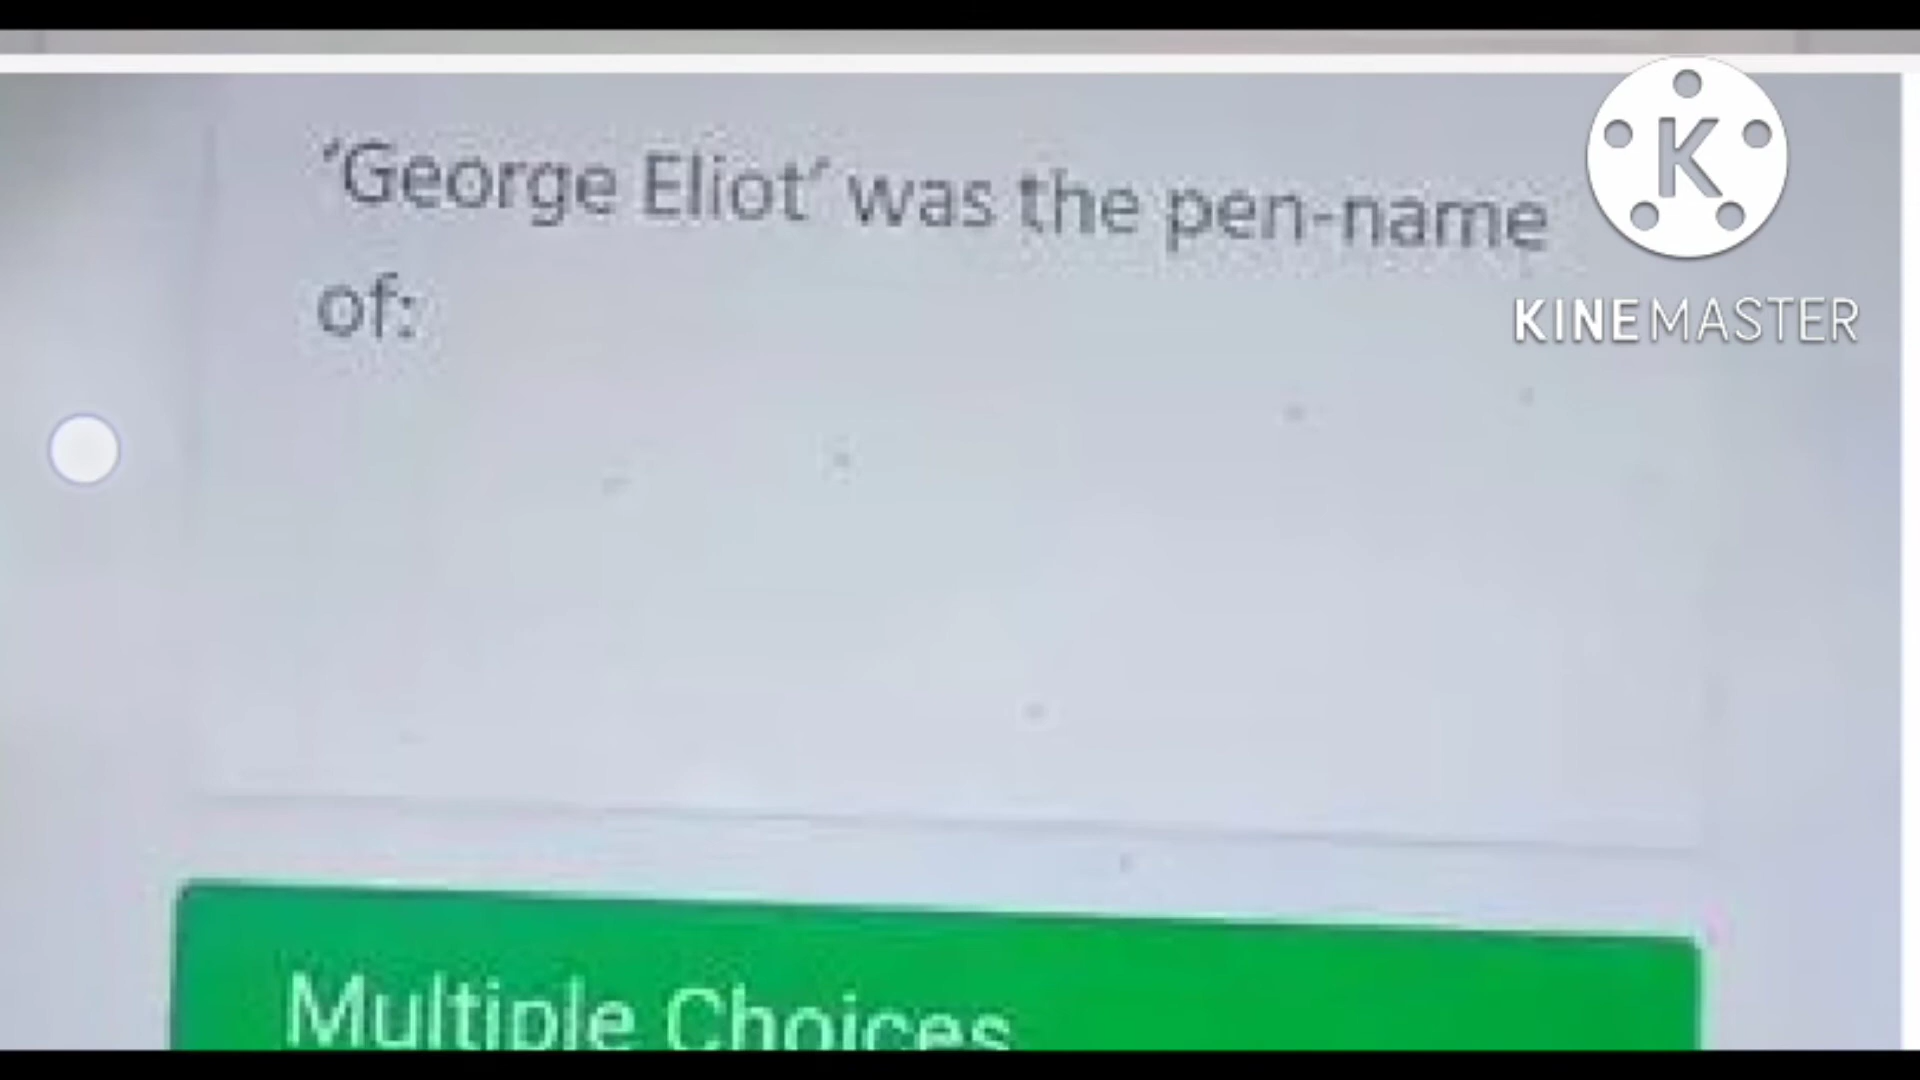 'George Eliot' was the pen-name
of:
K
KINEMASTER
Multiple Choices